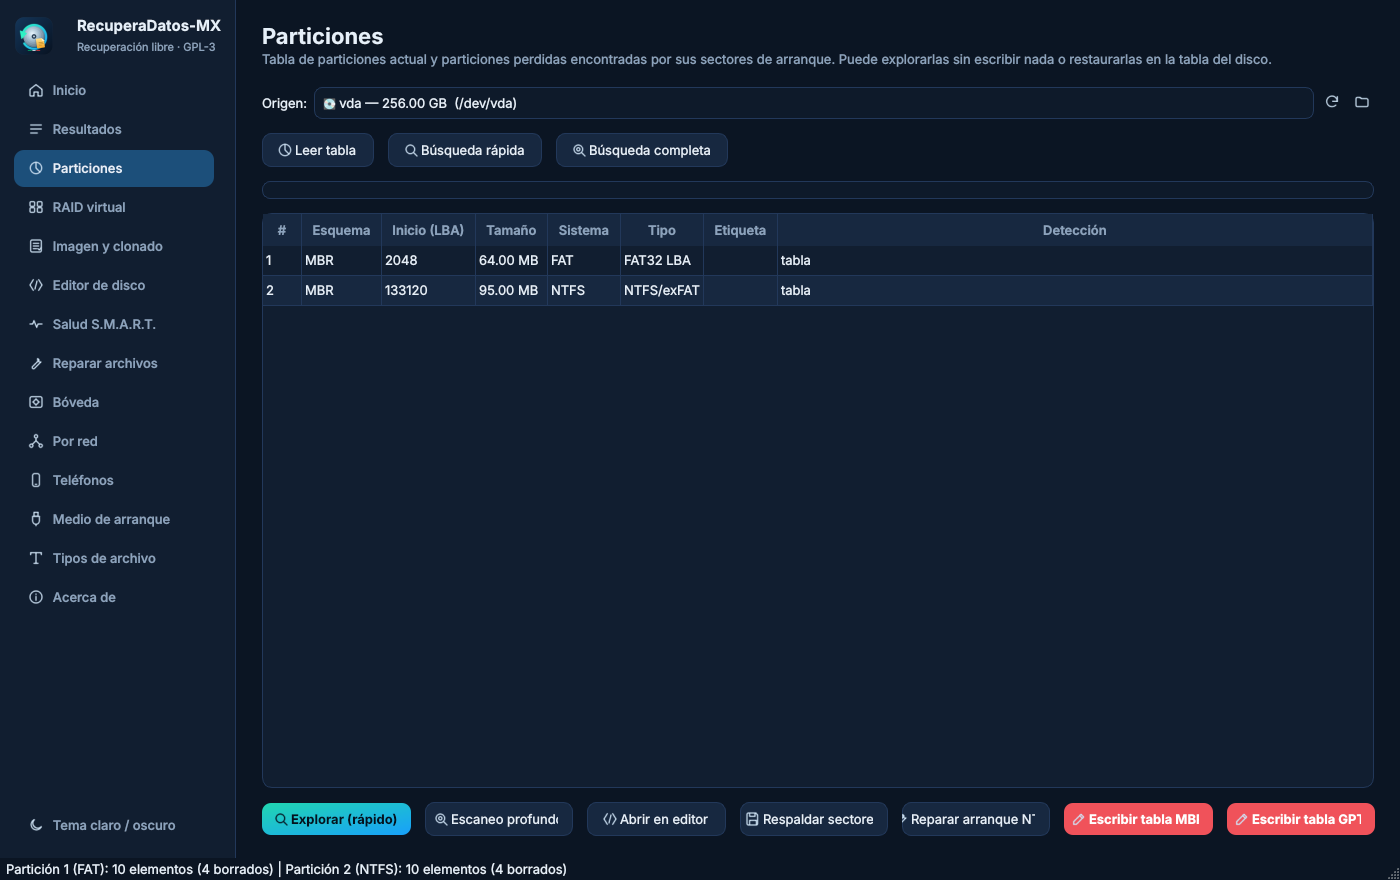 RecuperaDatos-MX
Recuperación libre · GPL-3
Inicio
Resultados
Particiones
RAID virtual
Imagen y clonado
Editor de disco
Salud S.M.A.R.T.
Reparar archivos
Bóveda
Por red
Teléfonos
Medio de arranque
Tipos de archivo
Acerca de
Tema claro / oscuro
Particiones
Tabla de particiones actual y particiones perdidas encontradas por sus sectores de arranque. Puede explorarlas sin escribir nada o restaurarlas en la tabla del disco.
Origen: vda — 256.00 GB (/dev/vda)
Leer tabla Búsqueda rápida Búsqueda completa
# Esquema Inicio (LBA) Tamaño Sistema Tipo Etiqueta Detección
1 MBR 2048 64.00 MB FAT FAT32 LBA tabla
2 MBR 133120 95.00 MB NTFS NTFS/exFAT tabla
Explorar (rápido) Escaneo profund Abrir en editor Respaldar sectore Reparar arranque N Escribir tabla MB Escribir tabla GPT
Partición 1 (FAT): 10 elementos (4 borrados) | Partición 2 (NTFS): 10 elementos (4 borrados)